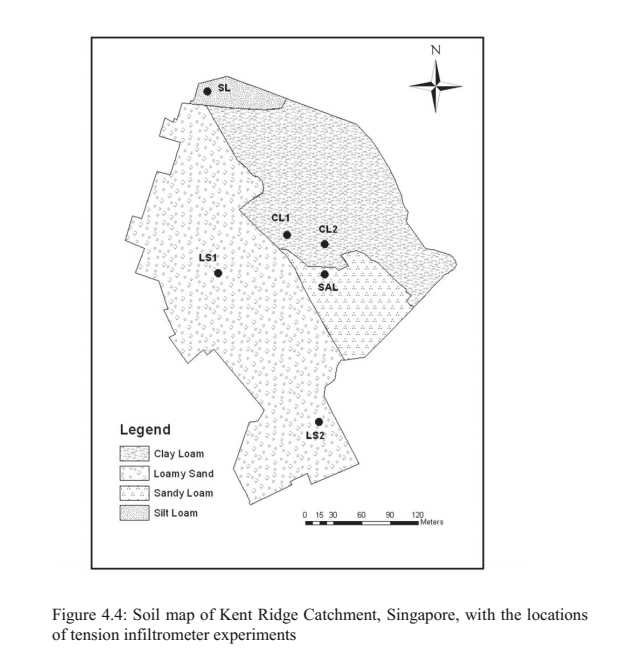 N
SL
CL1
CL2
LS1
SAL
LS2
Legend
Clay Loam
Loamy Sand
Sandy Loam
Silt Loam
0 15 30 60 90 120
Meters
Figure 4.4: Soil map of Kent Ridge Catchment, Singapore, with the locations
of tension infiltrometer experiments